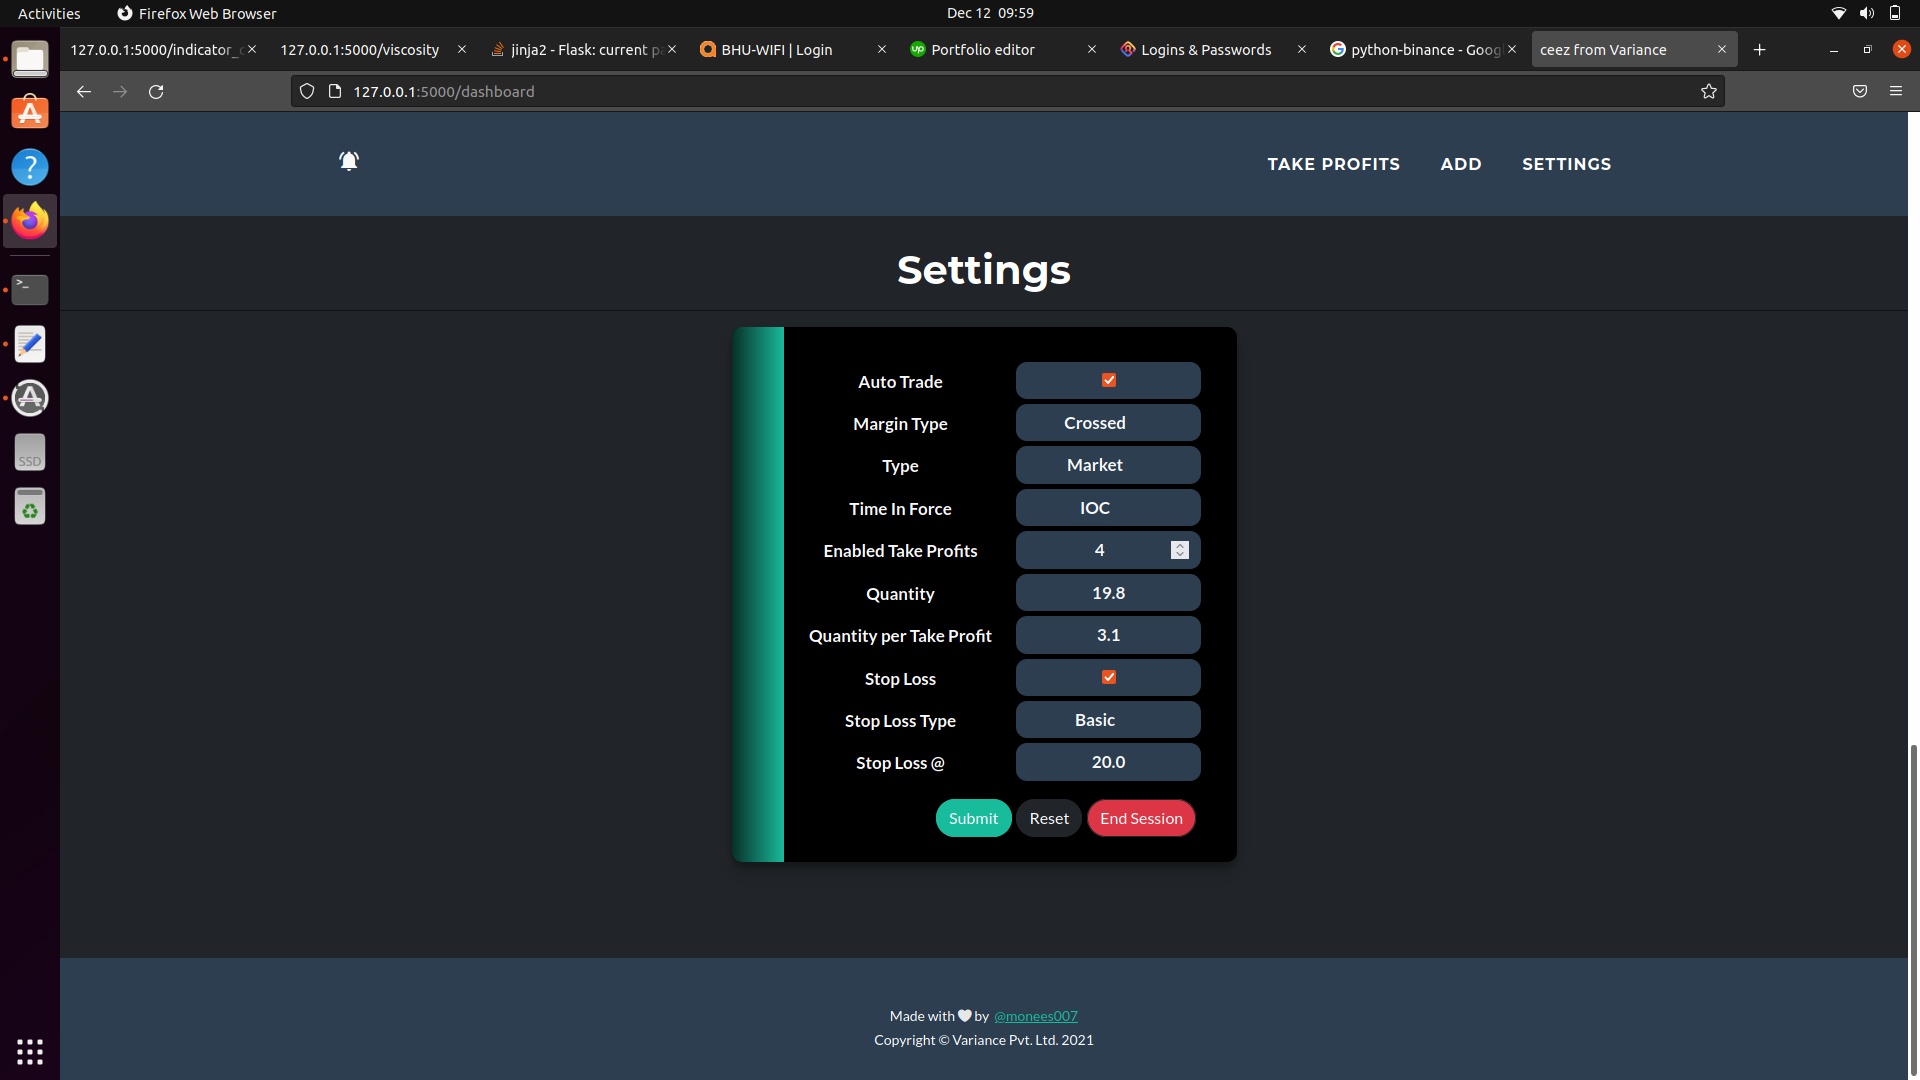 Activities
Firefox Web Browser
Dec 12 09:59
127.0.0.1:5000/indicator_
127.0.0.1:5000/viscosity
jinja2 - Flask: current pa
BHU-WIFI | Login
Portfolio editor
Logins & Passwords
python-binance - Goog
ceez from Variance
127.0.0.1:5000/dashboard
TAKE PROFITS
ADD
SETTINGS
Settings
Auto Trade
Margin Type
Crossed
Type
Market
Time In Force
IOC
Enabled Take Profits
4
Quantity
19.8
Quantity per Take Profit
3.1
Stop Loss
Stop Loss Type
Basic
Stop Loss @
20.0
Submit
Reset
End Session
SSD
Made with by @monees007
Copyright © Variance Pvt. Ltd. 2021